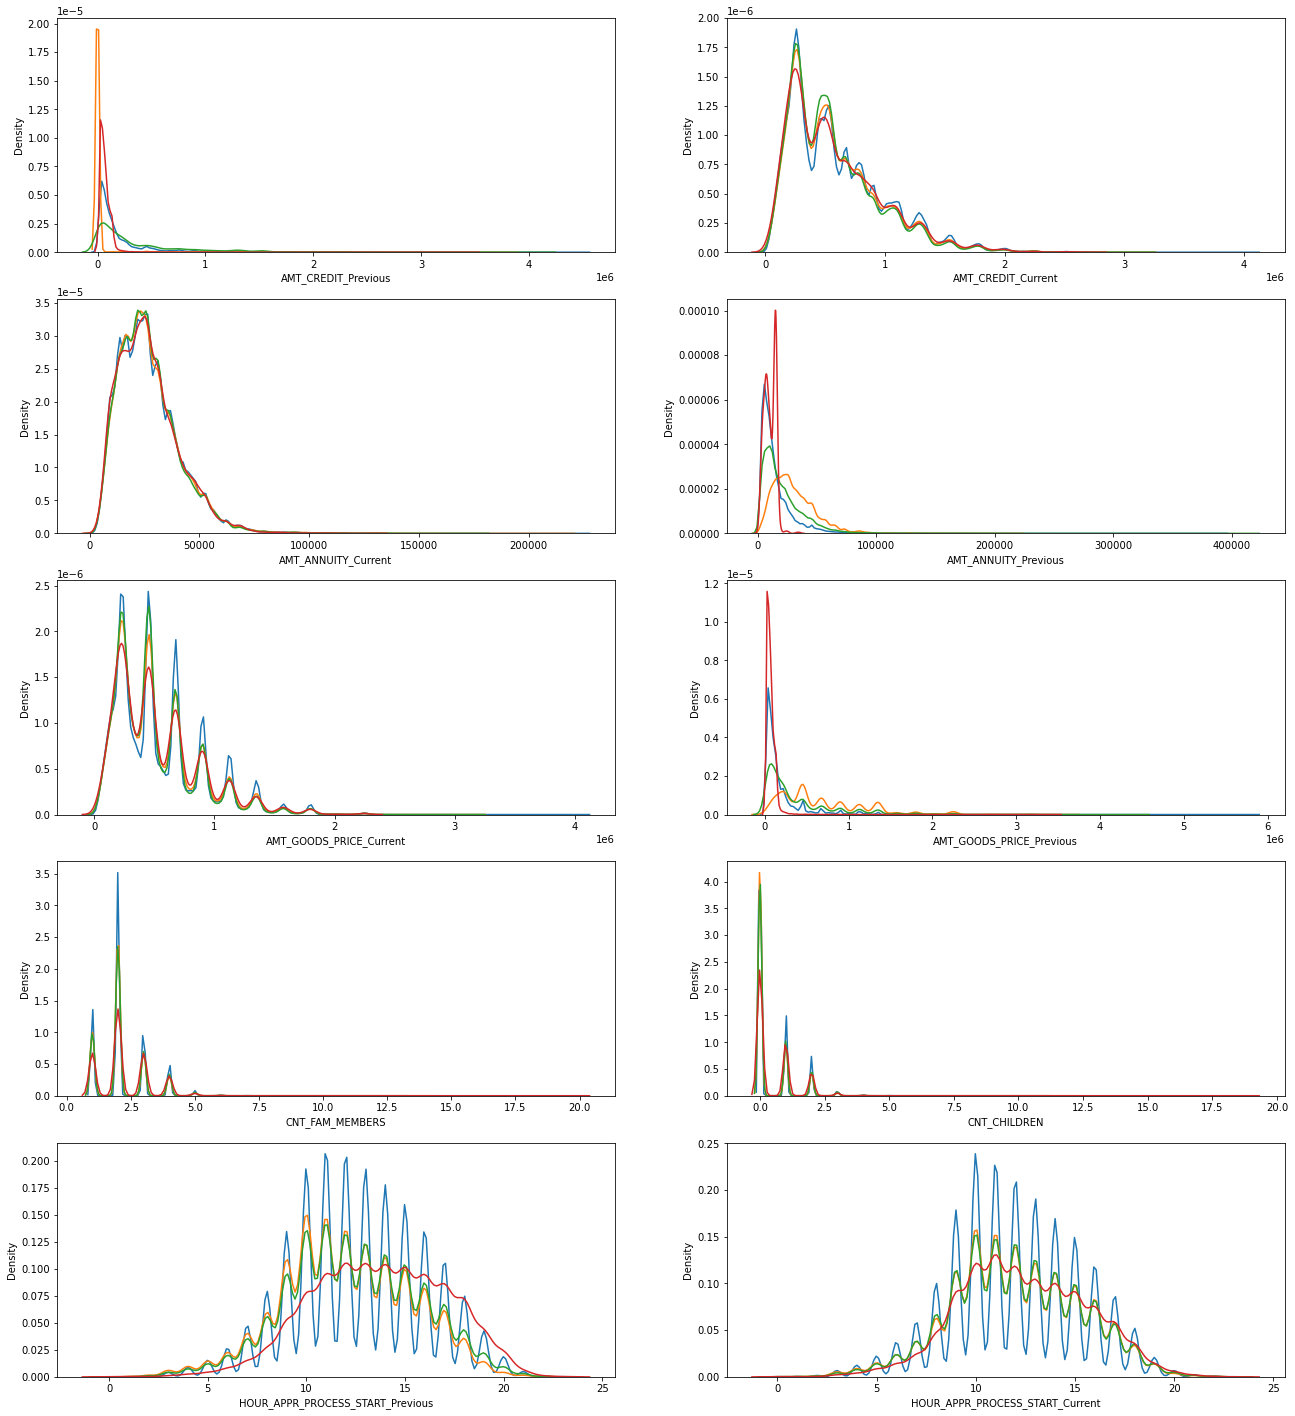 1e-5
2.00
1.75
1.50
1.25
1.00
0.75
0.50
0.25
0.00
Density
0 1 2 3 4
1e6
AMT_CREDIT_Previous
1e-6
2.00
1.75
1.50
1.25
1.00
0.75
0.50
0.25
0.00
Density
0 1 2 3 4
1e6
AMT_CREDIT_Current
1e-5
3.5
3.0
2.5
2.0
1.5
1.0
0.5
0.0
Density
0 50000 100000 150000 200000
AMT_ANNUITY_Current
0.00010
0.00008
0.00006
0.00004
0.00002
0.00000
Density
0 100000 200000 300000 400000
AMT_ANNUITY_Previous
1e-6
2.5
2.0
1.5
1.0
0.5
0.0
Density
0 1 2 3 4
1e6
AMT_GOODS_PRICE_Current
1e-5
1.2
1.0
0.8
0.6
0.4
0.2
0.0
Density
0 1 2 3 4 5 6
1e6
AMT_GOODS_PRICE_Previous
3.5
3.0
2.5
2.0
1.5
1.0
0.5
0.0
Density
0.0 2.5 5.0 7.5 10.0 12.5 15.0 17.5 20.0
CNT_FAM_MEMBERS
4.0
3.5
3.0
2.5
2.0
1.5
1.0
0.5
0.0
Density
0.0 2.5 5.0 7.5 10.0 12.5 15.0 17.5 20.0
CNT_CHILDREN
0.200
0.175
0.150
0.125
0.100
0.075
0.050
0.025
0.000
Density
0 5 10 15 20 25
HOUR_APPR_PROCESS_START_Previous
0.25
0.20
0.15
0.10
0.05
0.00
Density
0 5 10 15 20 25
HOUR_APPR_PROCESS_START_Current